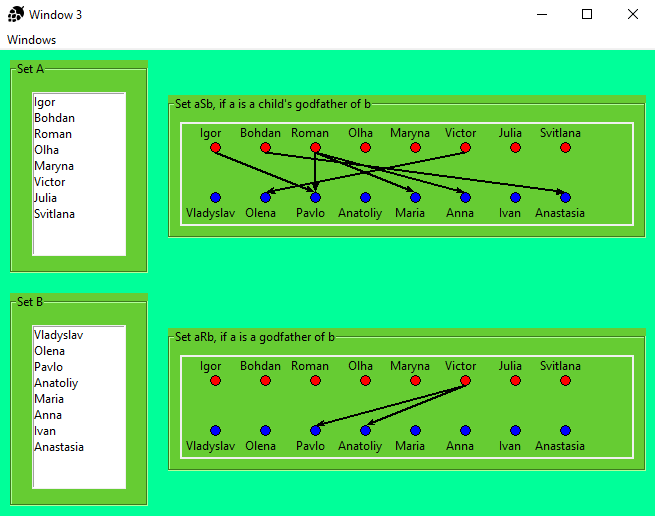 Window 3
Windows
Set A
Igor
Bohdan
Roman
Olha
Maryna
Victor
Julia
Svitlana
Set aSb, if a is a child's godfather of b
Igor Bohdan Roman Olha Maryna Victor Julia Svitlana
Vladyslav Olena Pavlo Anatoliy Maria Anna Ivan Anastasia
Set B
Vladyslav
Olena
Pavlo
Anatoliy
Maria
Anna
Ivan
Anastasia
Set aRb, if a is a godfather of b
Igor Bohdan Roman Olha Maryna Victor Julia Svitlana
Vladyslav Olena Pavlo Anatoliy Maria Anna Ivan Anastasia